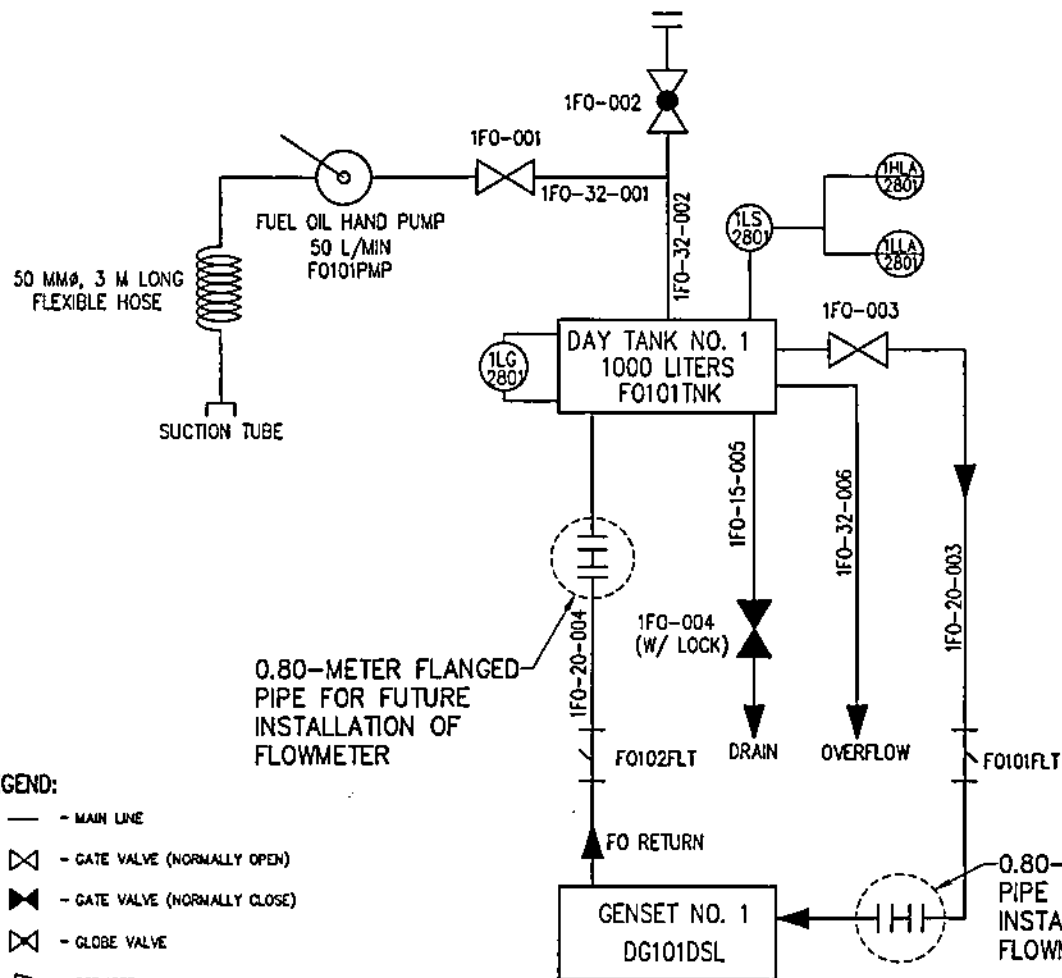 1FO-002
1FO-001
1FO-32-001
1FO-32-002
FUEL OIL HAND PUMP
50 L/MIN
FO101PMP
50 MMØ, 3 M LONG
FLEXIBLE HOSE
SUCTION TUBE
1HLA
2801
1LS
2801
1LLA
2801
1FO-003
DAY TANK NO. 1
1000 LITERS
FO101TNK
1LG
2801
1FO-15-005
1FO-32-006
1FO-20-003
1FO-20-004
1FO-004
(W/ LOCK)
0.80-METER FLANGED
PIPE FOR FUTURE
INSTALLATION OF
FLOWMETER
FO102FLT
DRAIN
OVERFLOW
FO101FLT
FO RETURN
GENSET NO. 1
DG101DSL
0.80-
PIPE
INSTA
FLOWM
GEND:
- MAIN LINE
- GATE VALVE (NORMALLY OPEN)
- GATE VALVE (NORMALLY CLOSE)
- GLOBE VALVE